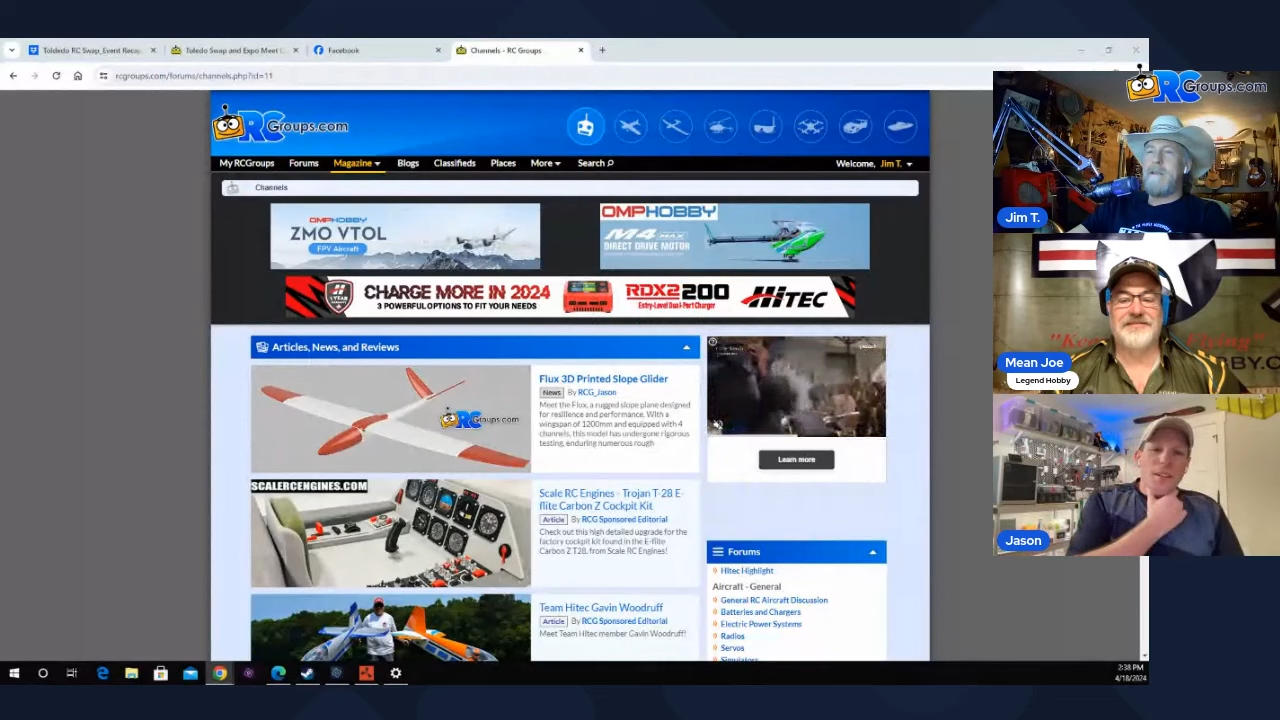 Toldedo RC Swap_Event Recap
Toledo Swap and Expo Meet
Facebook
Channels - RC Groups
rcgroups.com/forums/channels.php?id=11
RCGroups.com
RCGroups.com
My RCGroups
Forums
Magazine
Blogs
Classifieds
Places
More
Search
Welcome, Jim T.
Channels
OMPHOBBY
ZMO VTOL
FPV Aircraft
OMPHOBBY
M4 MAX
DIRECT DRIVE MOTOR
CHARGE MORE IN 2024
3 POWERFUL OPTIONS TO FIT YOUR NEEDS
RDX2 200
Entry-Level Dual-Port Charger
HiTEC
Jim T.
Articles, News, and Reviews
Flux 3D Printed Slope Glider
News By RCG_Jason
Meet the Flux, a rugged slope plane designed
for resilience and performance. With a
wingspan of 1200mm and equipped with 4
channels, this model has undergone rigorous
testing, enduring numerous rough
RCGroups.com
Learn more
Mean Joe
Legend Hobby
SCALERCENGINES.COM
Scale RC Engines - Trojan T-28 E-
flite Carbon Z Cockpit Kit
Article By RCG Sponsored Editorial
Check out this high detailed upgrade for the
factory cockpit kit found in the E-flite
Carbon Z T28, from Scale RC Engines!
Jason
Forums
Hitec Highlight
Aircraft - General
General RC Aircraft Discussion
Batteries and Chargers
Electric Power Systems
Radios
Servos
Simulators
Team Hitec Gavin Woodruff
Article By RCG Sponsored Editorial
Meet Team Hitec member Gavin Woodruff!
2:38 PM
4/18/2024